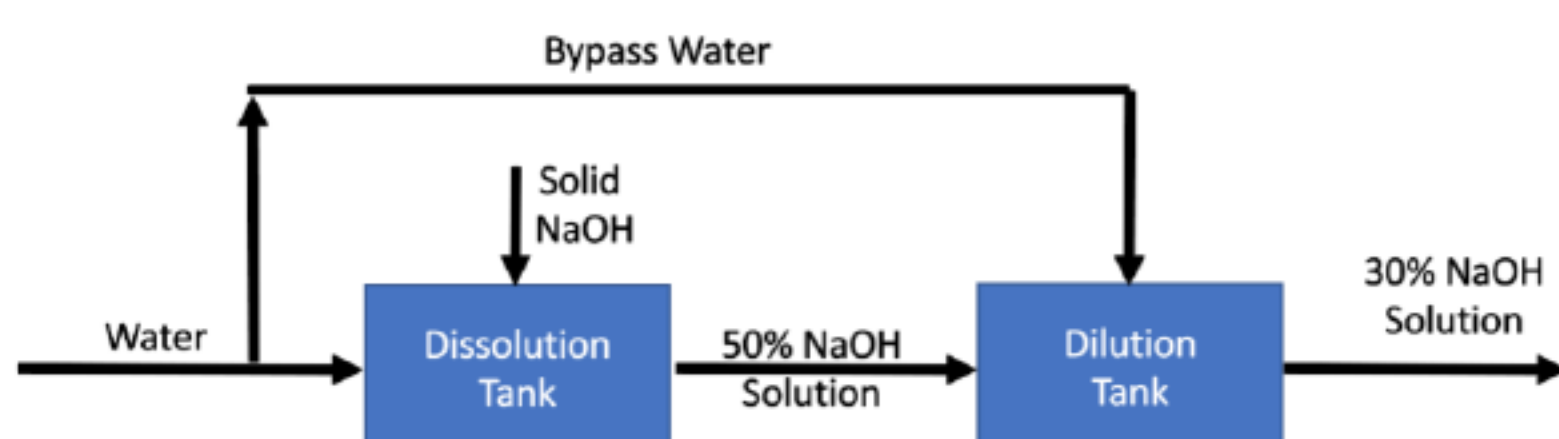 Bypass Water
Solid
NaOH
30% NaOH
Solution
Water
Dissolution
Tank
50% NaOH
Solution
Dilution
Tank